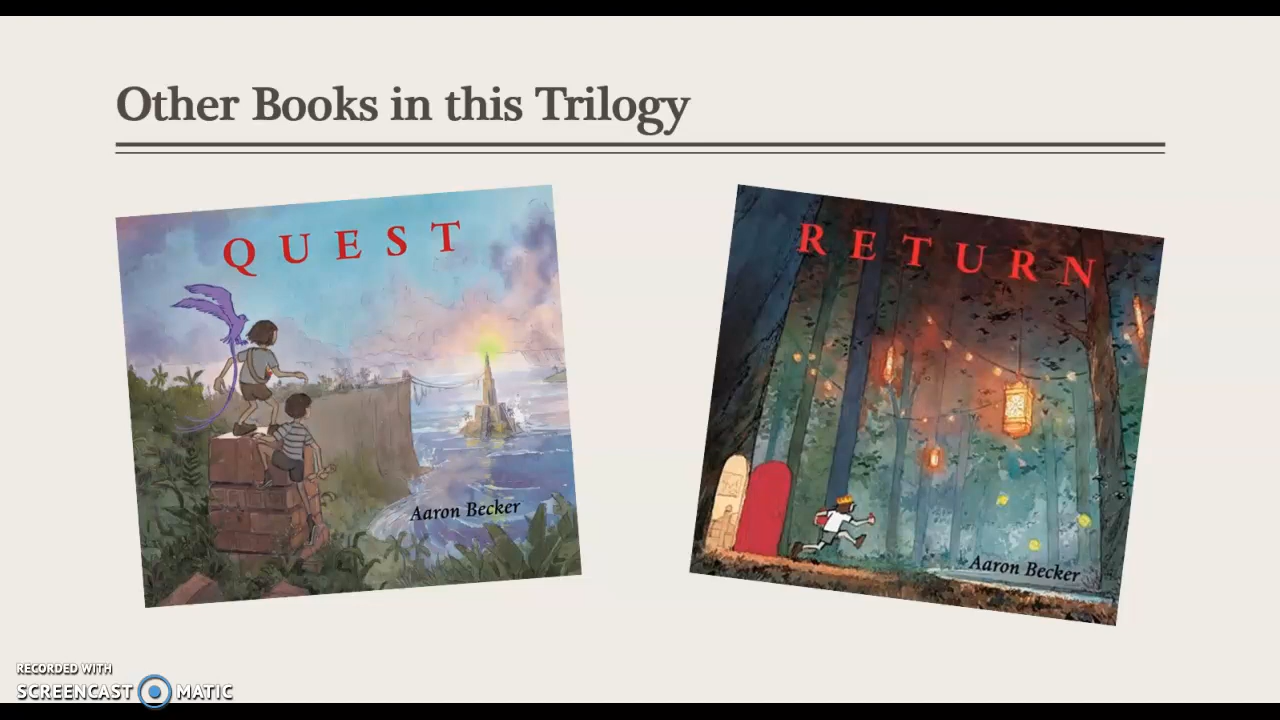 Other Books in this Trilogy
QUEST
Aaron Becker
RETURN
Aaron Becker
RECORDED WITH
SCREENCAST MATIC